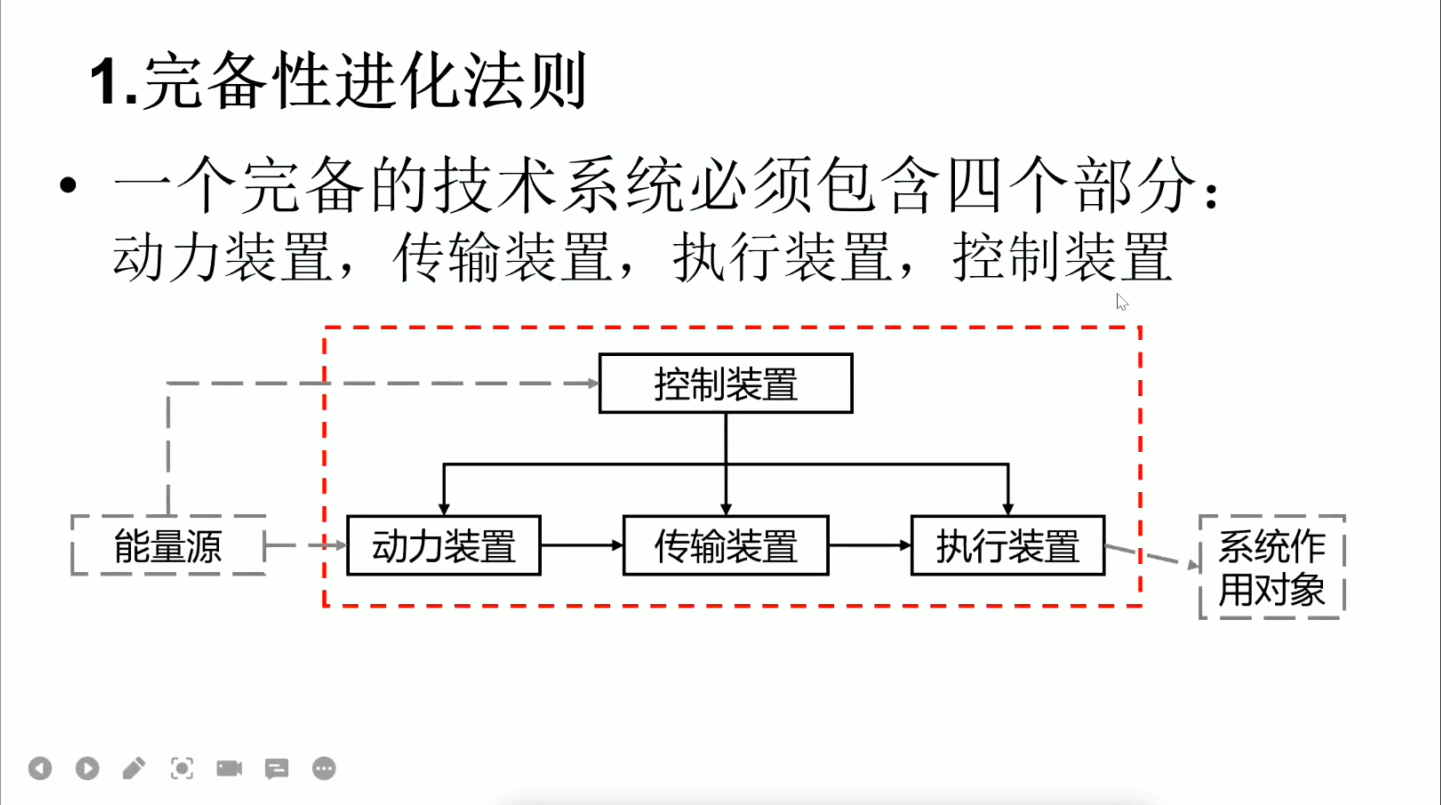 1.完备性进化法则
• 一个完备的技术系统必须包含四个部分：
动力装置，传输装置，执行装置，控制装置
控制装置
能量源
动力装置
传输装置
执行装置
系统作
用对象